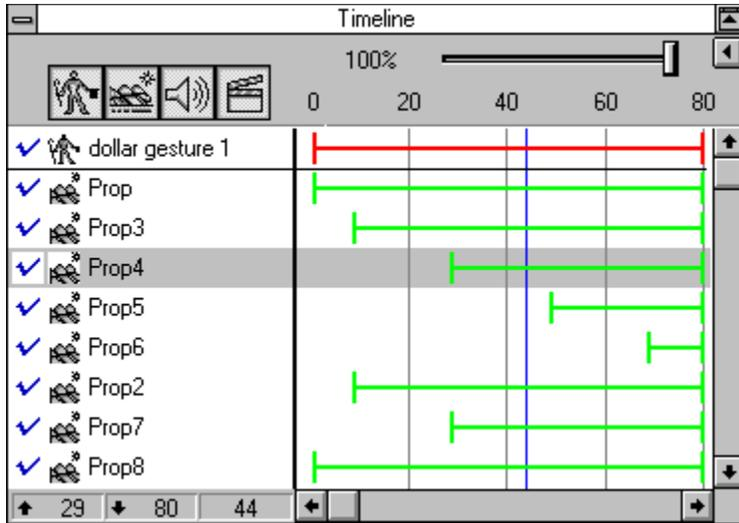 Timeline
100%
0 20 40 60 80
dollar gesture 1
Prop
Prop3
Prop4
Prop5
Prop6
Prop2
Prop7
Prop8
29 80 44